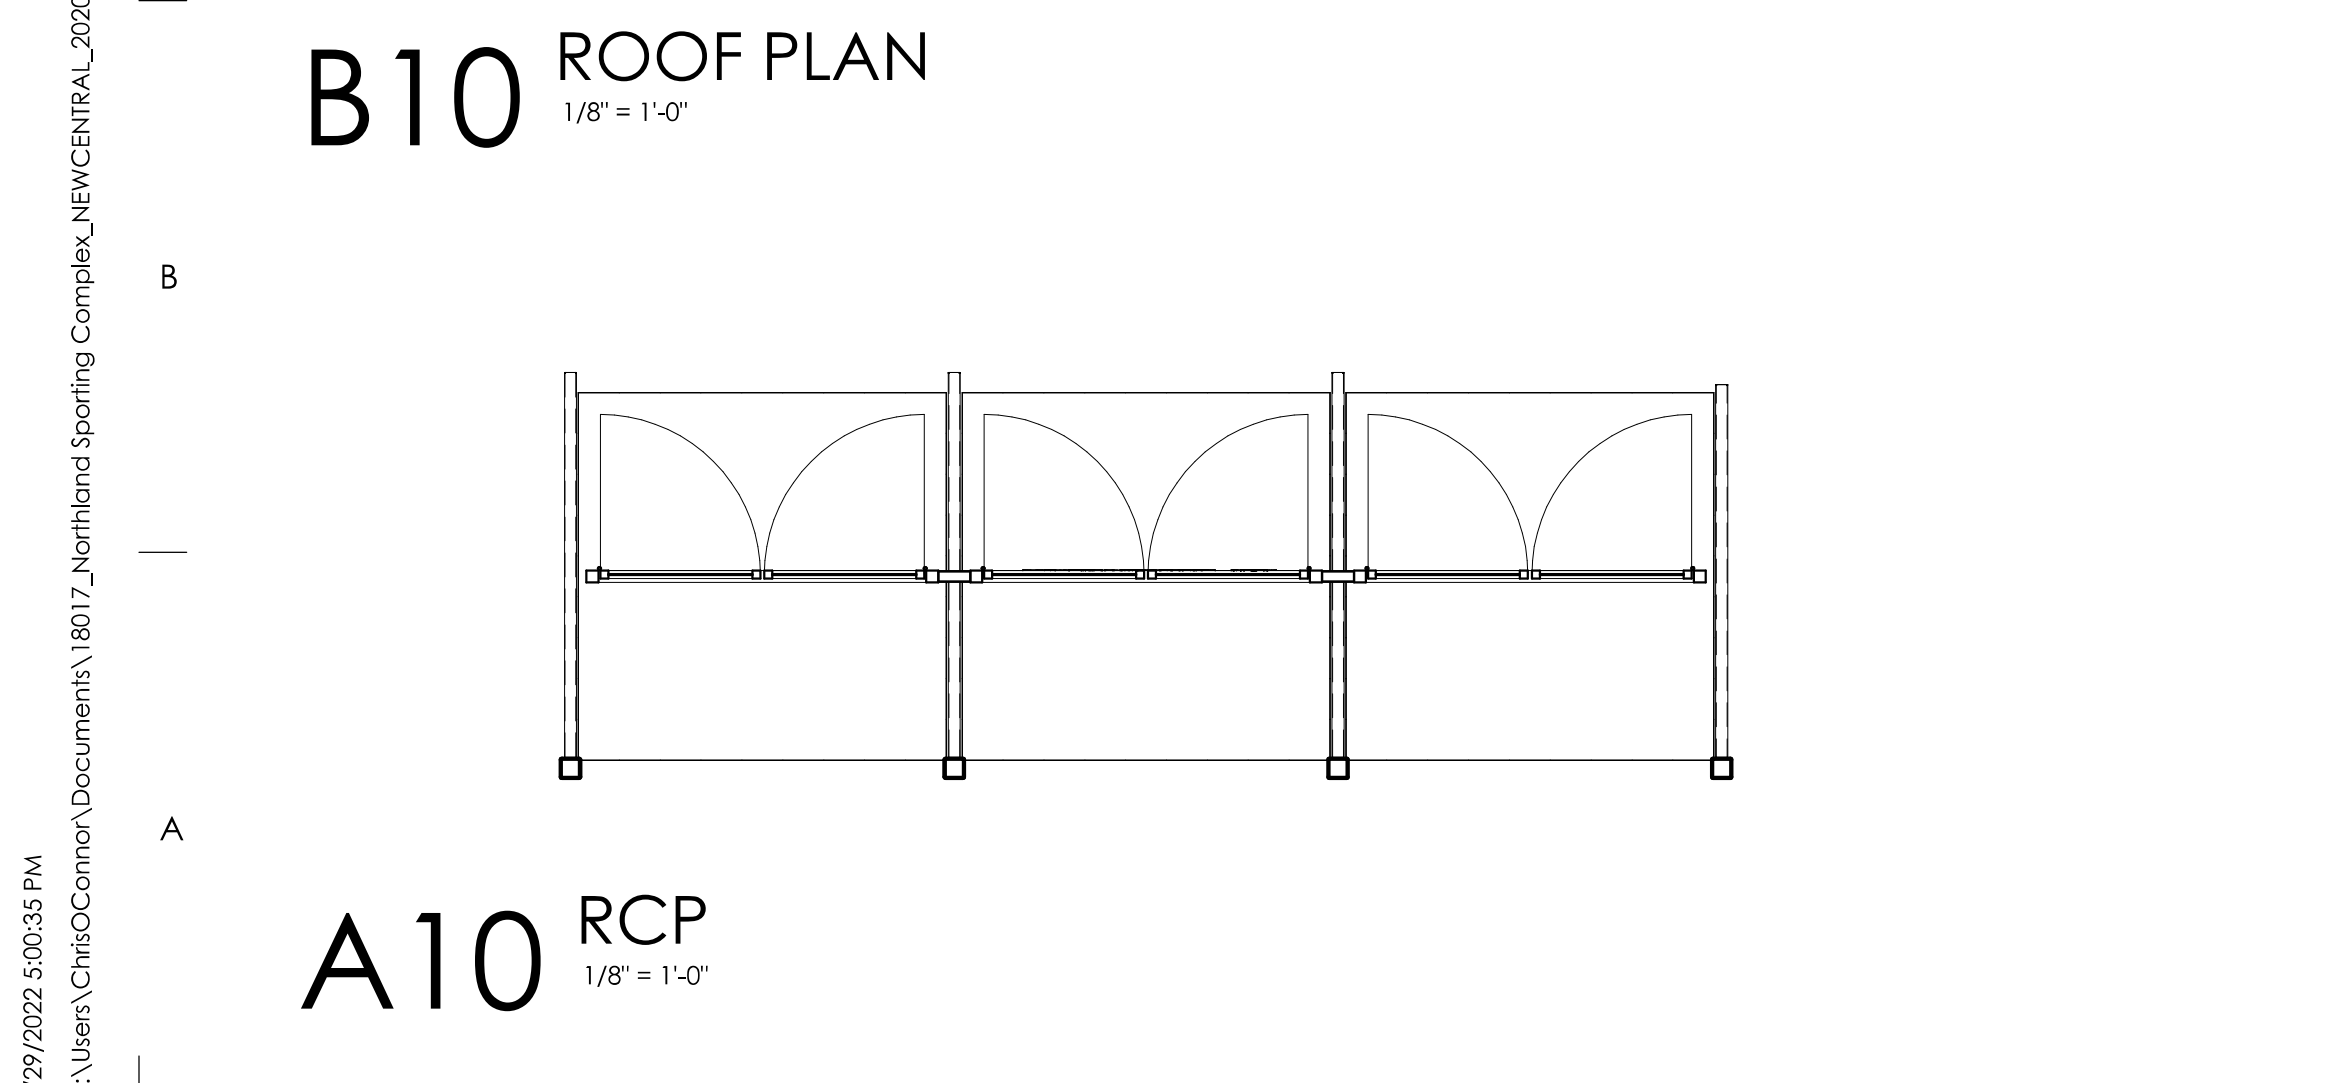 B10
ROOF PLAN
1/8" = 1'-0"
B
A
A10
RCP
1/8" = 1'-0"
/29/2022 5:00:35 PM
:\Users\ChrisOConnor\Documents\18017_Northland Sporting Complex_NEWCENTRAL_2020